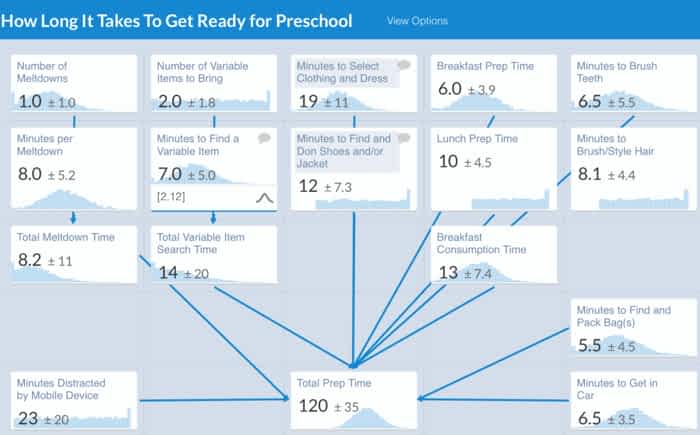 How Long It Takes To Get Ready for Preschool
View Options
Number of
Meltdowns
1.0 ± 1.0
Number of Variable
Items to Bring
2.0 ± 1.8
Minutes to Select
Clothing and Dress
19 ± 11
Breakfast Prep Time
6.0 ± 3.9
Minutes to Brush
Teeth
6.5 ± 5.5
Minutes per
Meltdown
8.0 ± 5.2
Minutes to Find a
Variable Item
7.0 ± 5.0
[2,12]
Minutes to Find and
Don Shoes and/or
Jacket
12 ± 7.3
Lunch Prep Time
10 ± 4.5
Minutes to
Brush/Style Hair
8.1 ± 4.4
Total Meltdown Time
8.2 ± 11
Total Variable Item
Search Time
14 ± 20
Breakfast
Consumption Time
13 ± 7.4
Minutes to Find and
Pack Bag(s)
5.5 ± 4.5
Minutes Distracted
by Mobile Device
23 ± 20
Total Prep Time
120 ± 35
Minutes to Get in
Car
6.5 ± 3.5